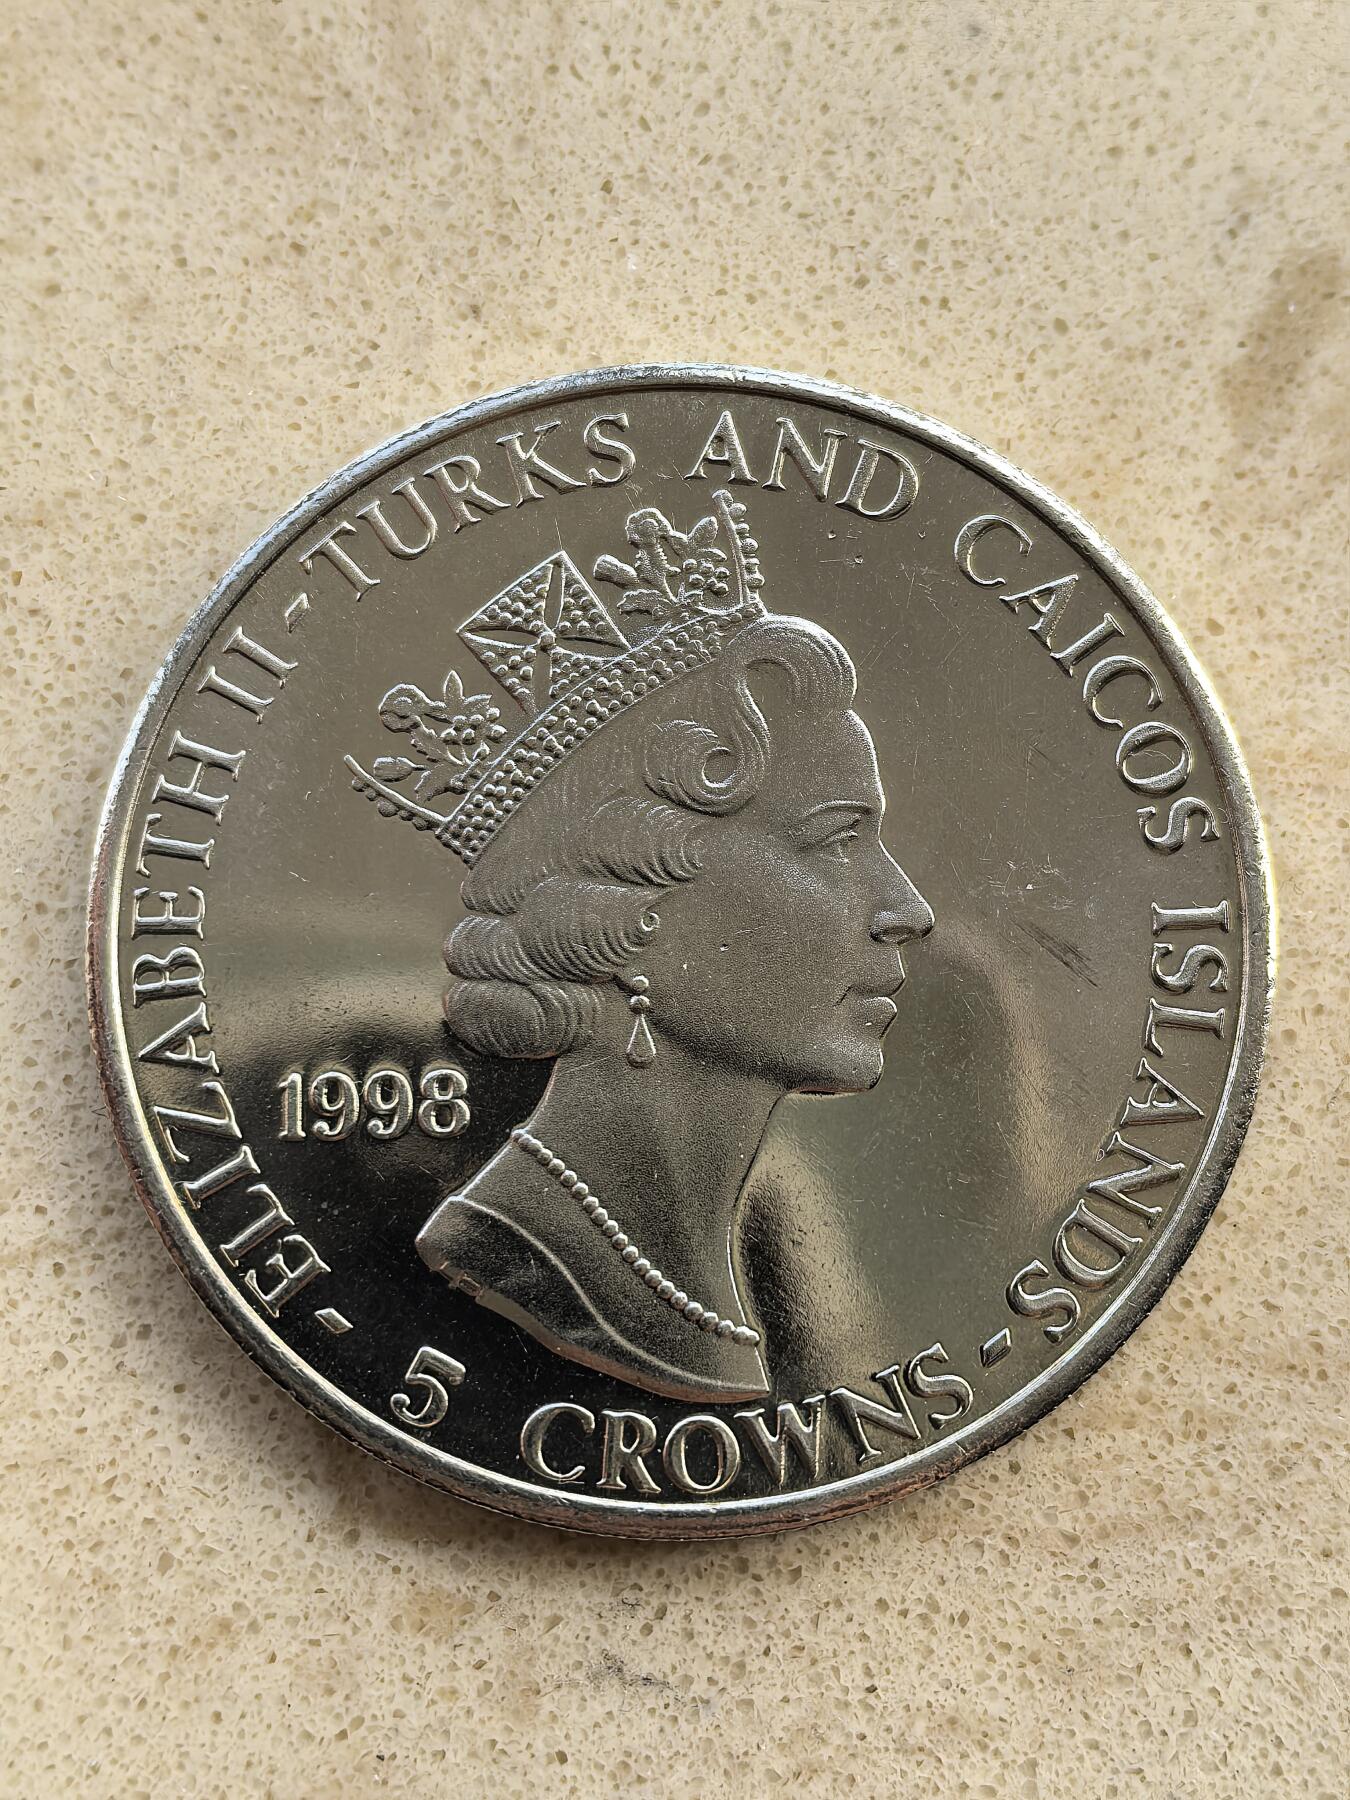 ELIZABETH II - TURKS AND CAICOS ISLANDS - 5 CROWNS -
1998